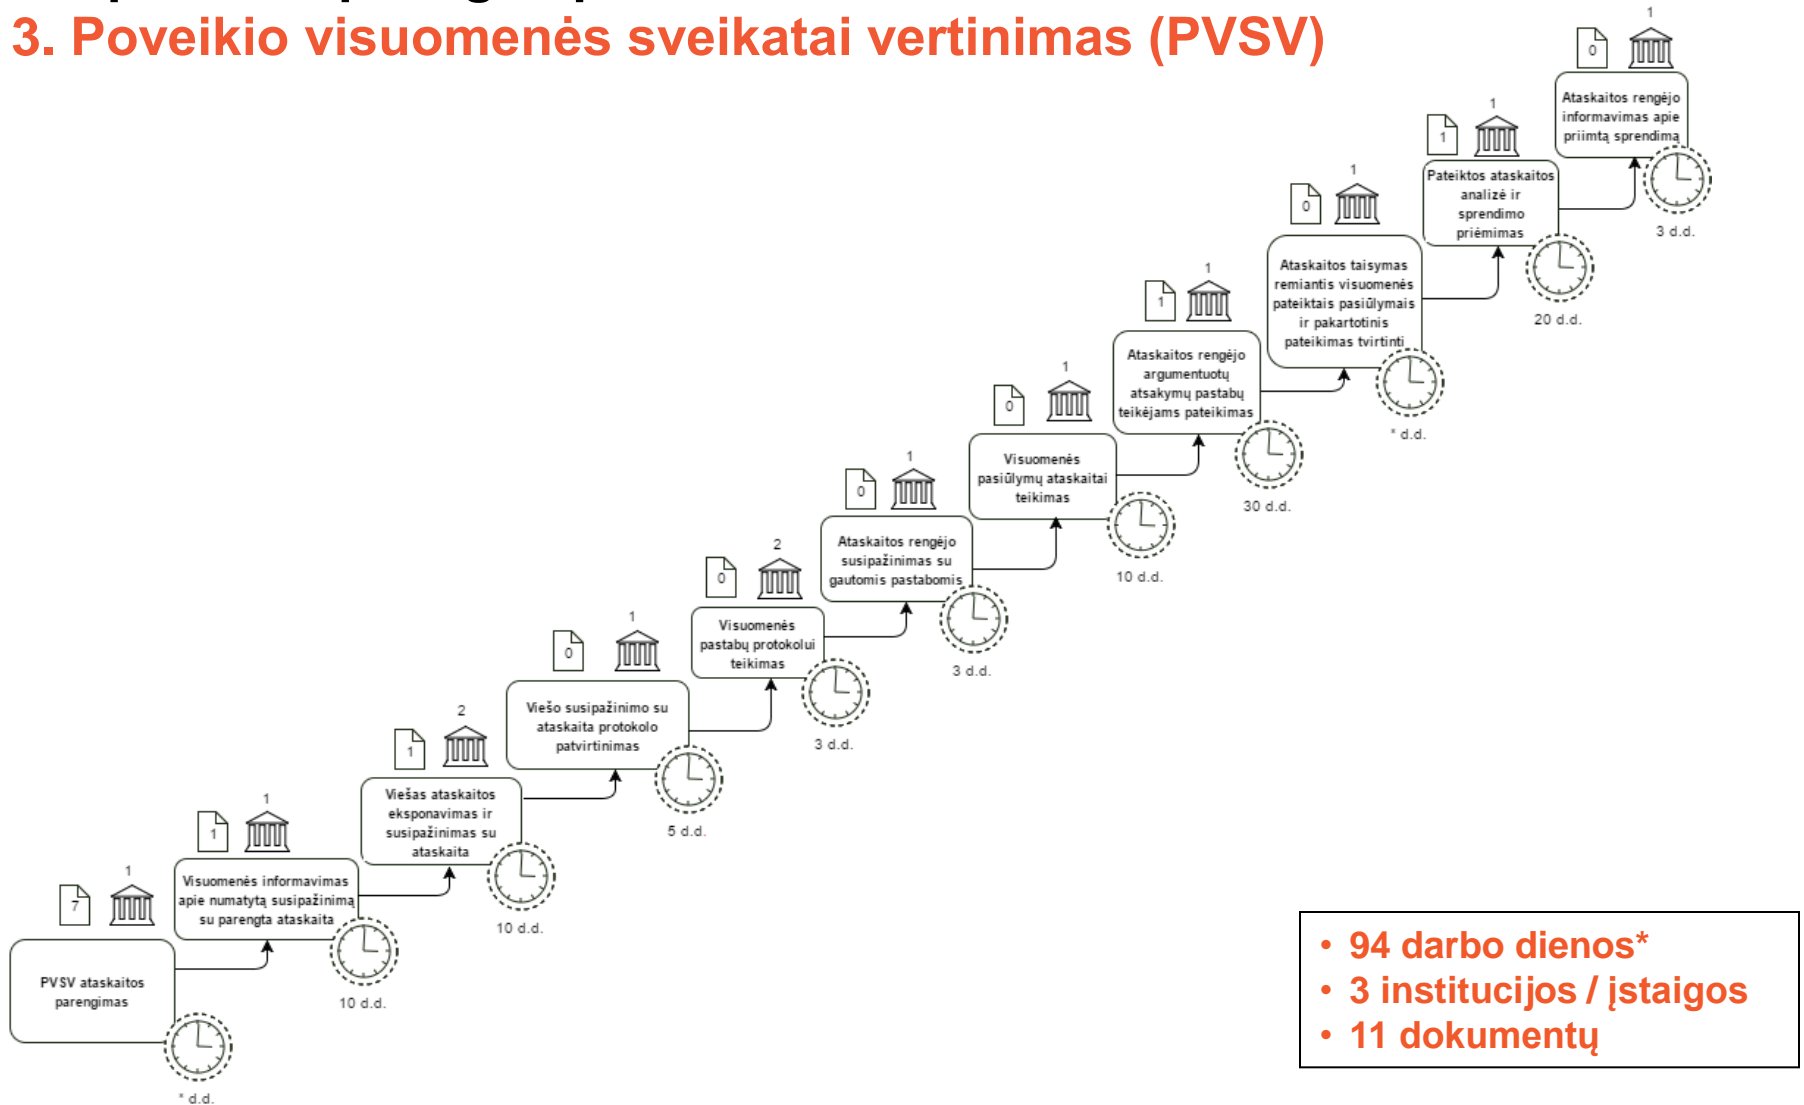 3. Poveikio visuomenės sveikatai vertinimas (PVSV)
7
1
PVSV ataskaitos
parengimas
* d.d.
1
1
Visuomenės informavimas
apie numatytą susipažinimą
su parengta ataskaita
10 d.d.
1
2
Viešas ataskaitos
eksponavimas ir
susipažinimas su
ataskaita
10 d.d.
0
1
Viešo susipažinimo su
ataskaita protokolo
patvirtinimas
5 d.d.
0
2
Visuomenės
pastabų protokolui
teikimas
3 d.d.
0
1
Ataskaitos rengėjo
susipažinimas su
gautomis pastabomis
3 d.d.
0
1
Visuomenės
pasiūlymų ataskaitai
teikimas
10 d.d.
1
1
Ataskaitos rengėjo
argumentuotų
atsakymų pastabų
teikėjams pateikimas
30 d.d.
0
1
Ataskaitos taisymas
remiantis visuomenės
pateiktais pasiūlymais
ir pakartotinis
pateikimas tvirtinti
* d.d.
1
1
Pateiktos ataskaitos
analizė ir
sprendimo
priėmimas
20 d.d.
0
1
Ataskaitos rengėjo
informavimas apie
priimtą sprendimą
3 d.d.
• 94 darbo dienos*
• 3 institucijos / įstaigos
• 11 dokumentų